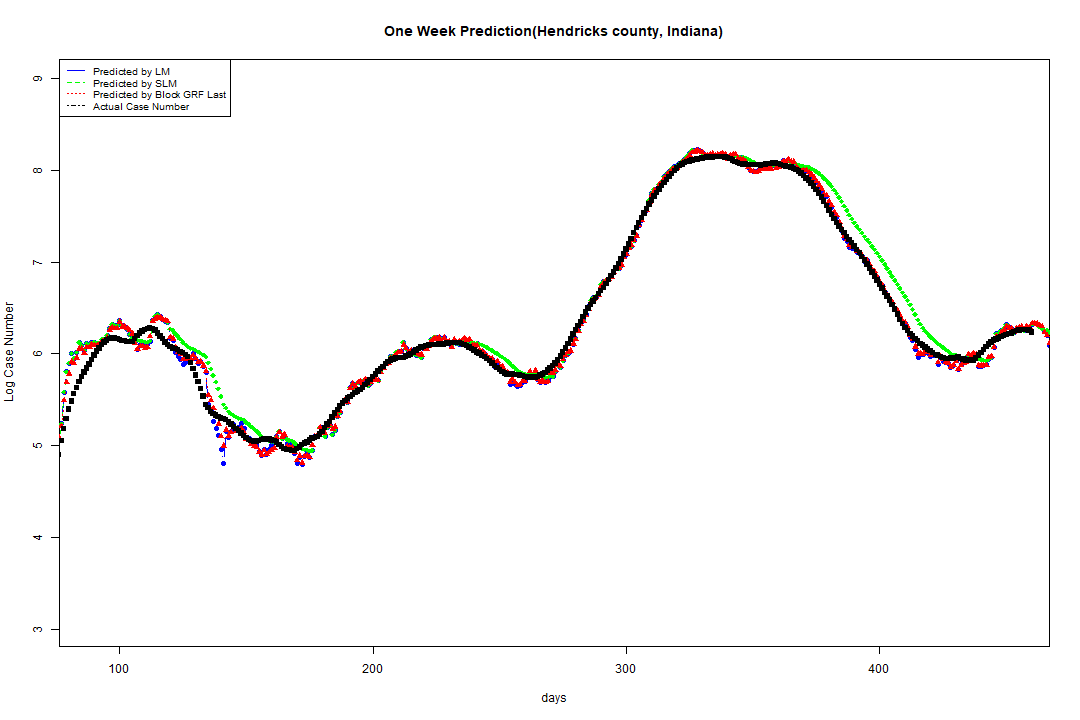 One Week Prediction(Hendricks county, Indiana)
Predicted by LM
Predicted by SLM
Predicted by Block GRF Last
Actual Case Number
Log Case Number
9
8
7
6
5
4
3
100 200 300 400
days